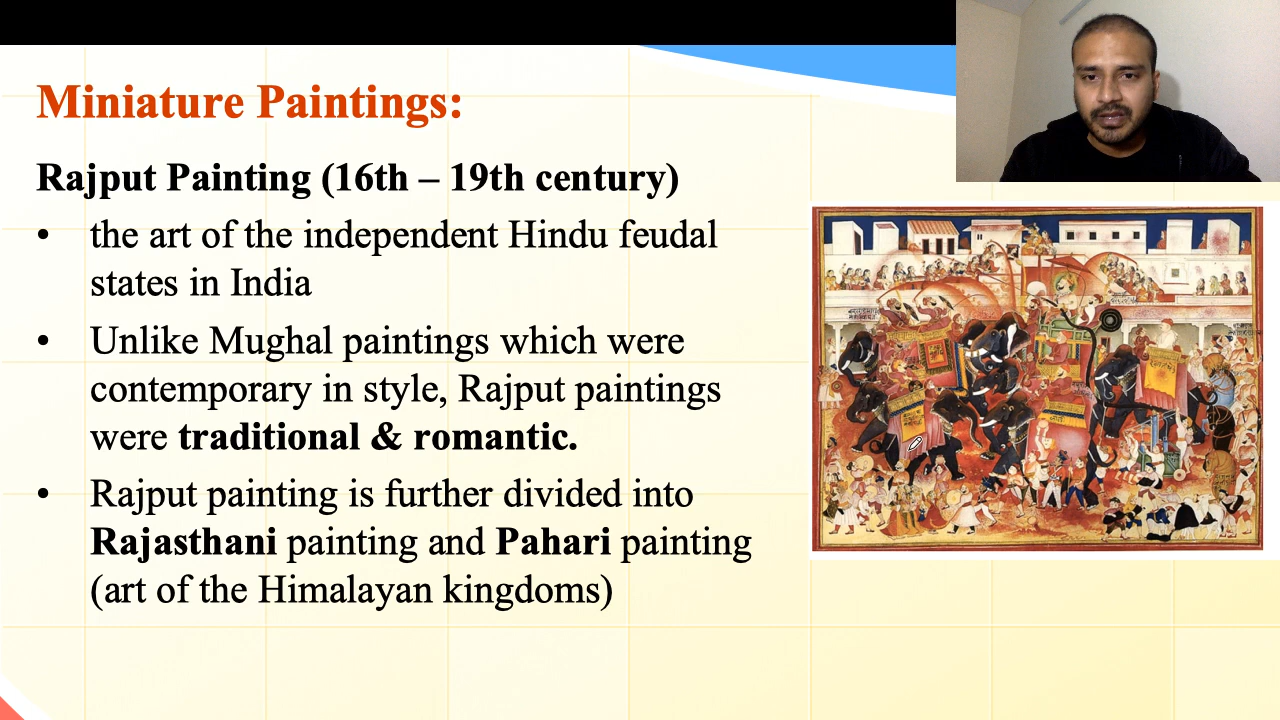 Miniature Paintings:
Rajput Painting (16th – 19th century)
• the art of the independent Hindu feudal
states in India
• Unlike Mughal paintings which were
contemporary in style, Rajput paintings
were traditional & romantic.
• Rajput painting is further divided into
Rajasthani painting and Pahari painting
(art of the Himalayan kingdoms)